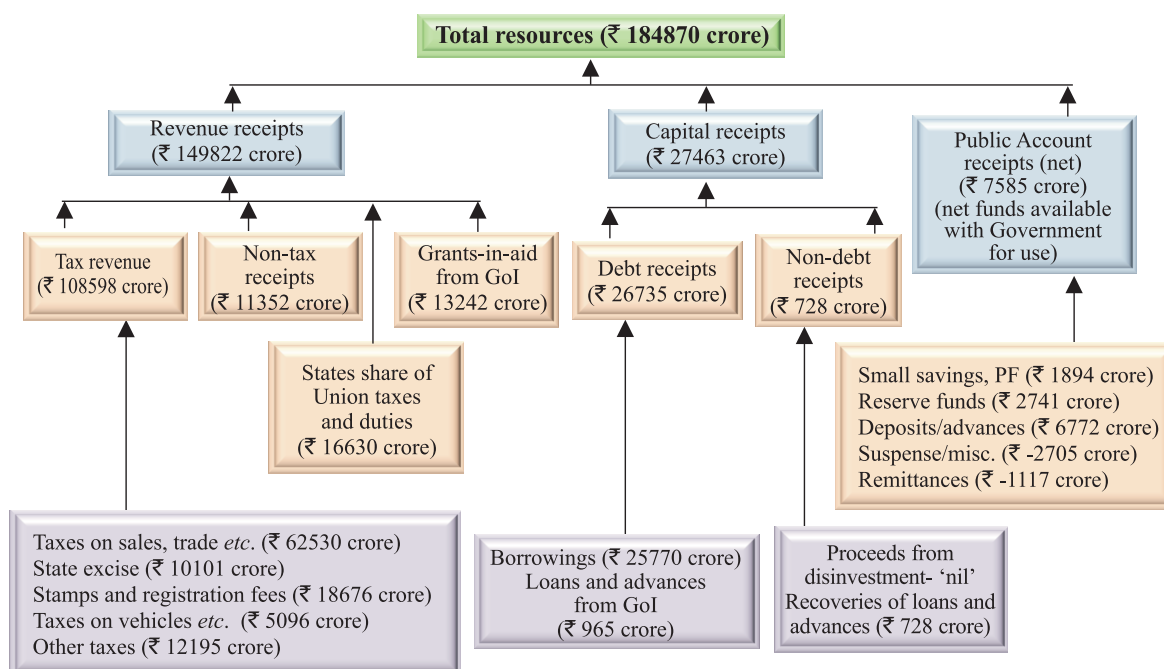 Total resources (₹ 184870 crore)
Revenue receipts
(₹ 149822 crore)
Capital receipts
(₹ 27463 crore)
Public Account
receipts (net)
(₹ 7585 crore)
(net funds available
with Government
for use)
Tax revenue
(₹ 108598 crore)
Non-tax
receipts
(₹ 11352 crore)
Grants-in-aid
from GoI
(₹ 13242 crore)
Debt receipts
(₹ 26735 crore)
Non-debt
receipts
(₹ 728 crore)
States share of
Union taxes
and duties
(₹ 16630 crore)
Small savings, PF (₹ 1894 crore)
Reserve funds (₹ 2741 crore)
Deposits/advances (₹ 6772 crore)
Suspense/misc. (₹ -2705 crore)
Remittances (₹ -1117 crore)
Taxes on sales, trade etc. (₹ 62530 crore)
State excise (₹ 10101 crore)
Stamps and registration fees (₹ 18676 crore)
Taxes on vehicles etc. (₹ 5096 crore)
Other taxes (₹ 12195 crore)
Borrowings (₹ 25770 crore)
Loans and advances
from GoI
(₹ 965 crore)
Proceeds from
disinvestment- ‘nil’
Recoveries of loans and
advances (₹ 728 crore)